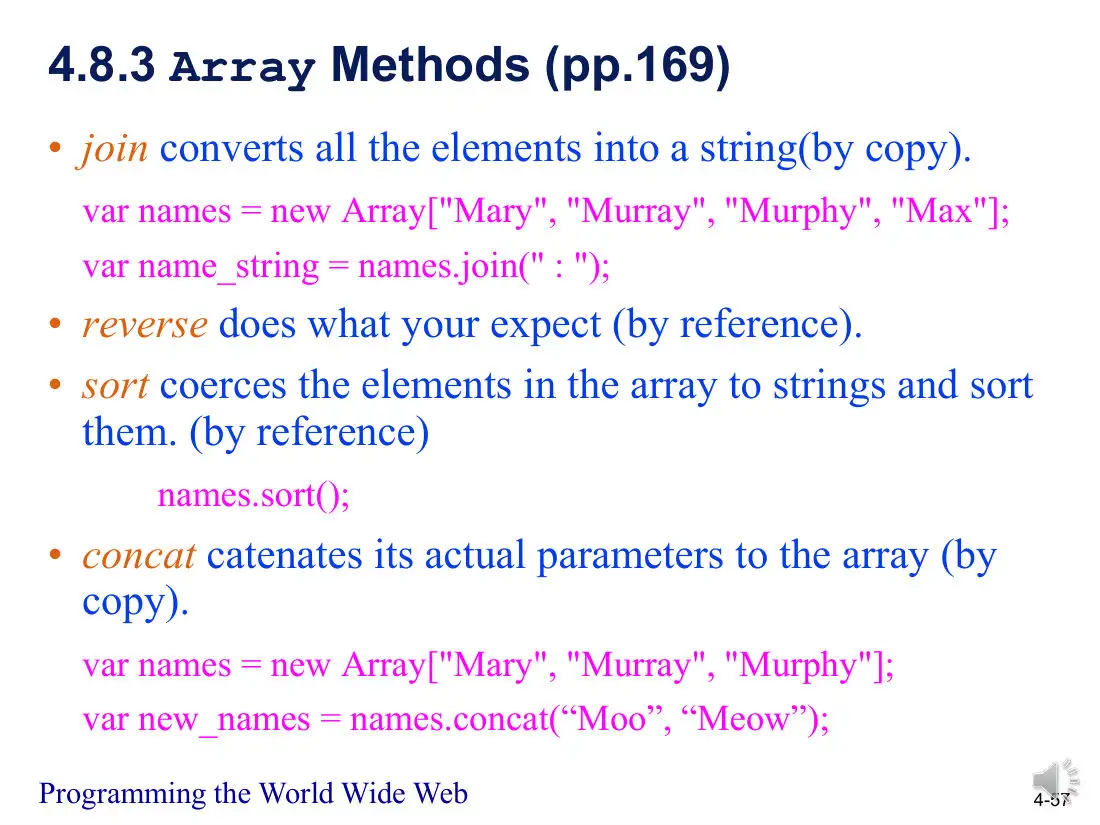 4.8.3 Array Methods (pp.169)
• join converts all the elements into a string(by copy).
var names = new Array["Mary", "Murray", "Murphy", "Max"];
var name_string = names.join(" : ");
• reverse does what your expect (by reference).
• sort coerces the elements in the array to strings and sort
them. (by reference)
names.sort();
• concat catenates its actual parameters to the array (by
copy).
var names = new Array["Mary", "Murray", "Murphy"];
var new_names = names.concat(“Moo”, “Meow”);
Programming the World Wide Web
4-57